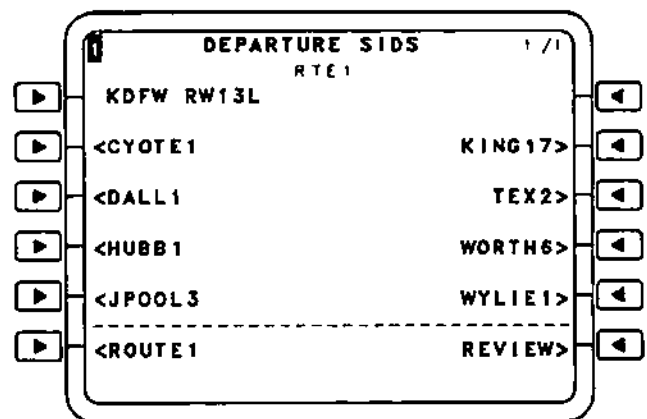 1 DEPARTURE SIDS 1/1
RTE1
KDFW RW13L
<CYOTE1 KING17>
<DALL1 TEX2>
<HUBB1 WORTH6>
<JPOOL3 WYLIE1>
<ROUTE1 REVIEW>